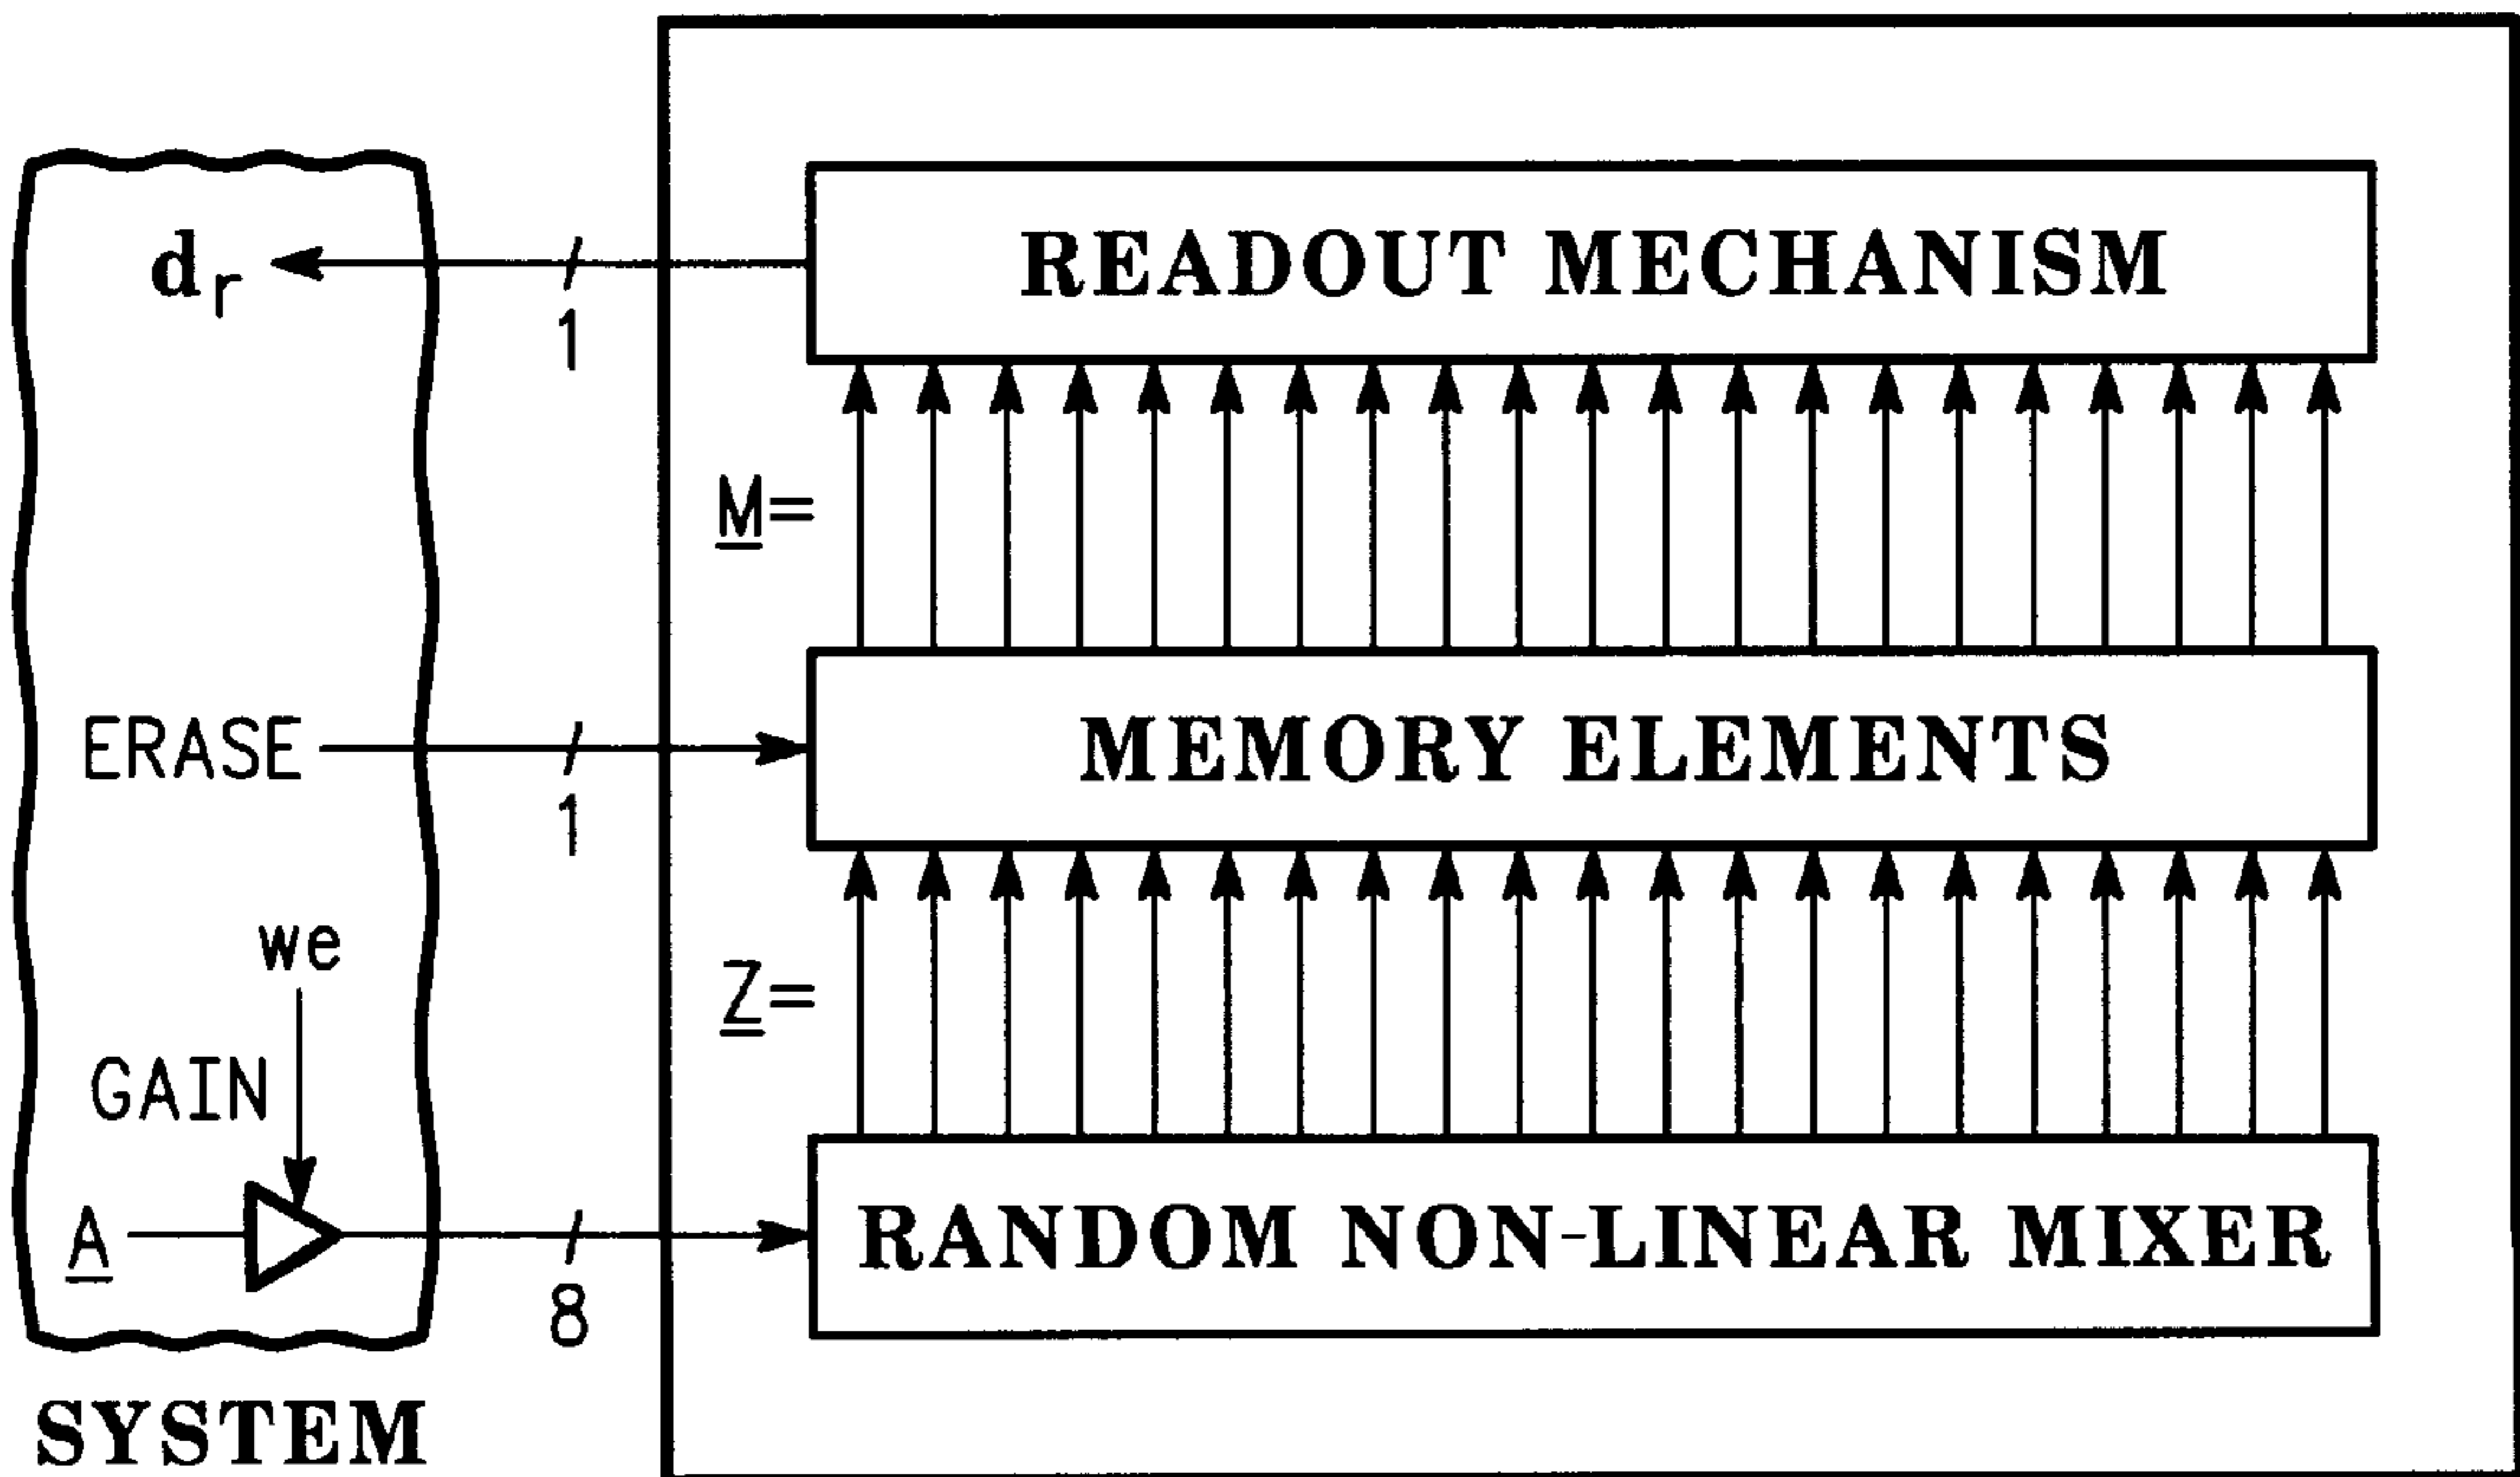 READOUT MECHANISM
d_r
1
M=
MEMORY ELEMENTS
ERASE
1
we
Z=
GAIN
RANDOM NON-LINEAR MIXER
A
8
SYSTEM